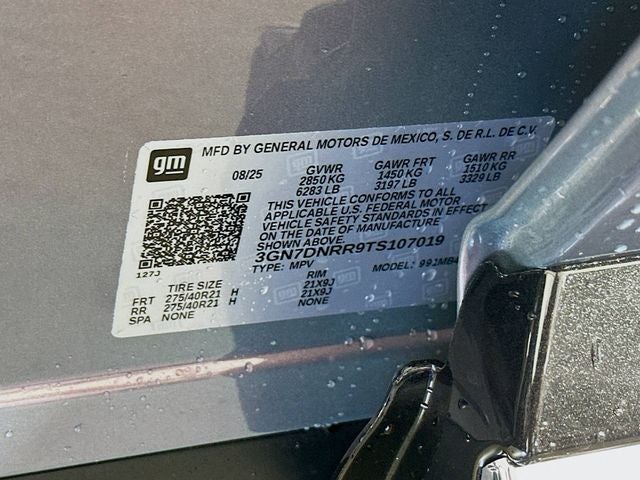 gm
MFD BY GENERAL MOTORS DE MEXICO, S. DE R.L. DE C.V.
08/25 GVWR GAWR FRT GAWR RR
2850 KG 1450 KG 1510 KG
6283 LB 3197 LB 3329 LB
THIS VEHICLE CONFORMS TO ALL
APPLICABLE U.S. FEDERAL MOTOR
VEHICLE SAFETY STANDARDS IN EFFECT
ON THE DATE OF MANUFACTURE
SHOWN ABOVE.
3GN7DNRR9TS107019
TYPE: MPV MODEL:
127J
TIRE SIZE RIM
FRT 275/40R21 H 21X9J
RR 275/40R21 H 21X9J
SPA NONE NONE